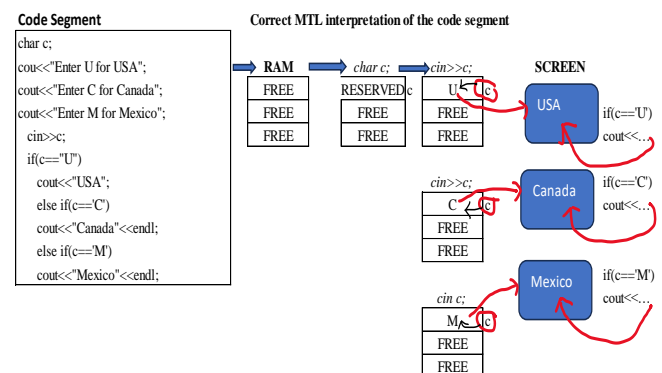 Code Segment
Correct MTL interpretation of the code segment
char c;
cou<<"Enter U for USA";
cout<<"Enter C for Canada";
cout<<"Enter M for Mexico";
cin>>c;
if(c=="U")
cout<<"USA";
else if(c=='C')
cout<<"Canada"<<endl;
else if(c=='M')
cout<<"Mexico"<<endl;
RAM
FREE
FREE
FREE
char c;
RESERVED c
FREE
FREE
cin>>c;
U c
FREE
FREE
SCREEN
USA
if(c=='U')
cout<<...
cin>>c;
C c
FREE
FREE
Canada
if(c=='C')
cout<<...
cin c;
M c
FREE
FREE
Mexico
if(c=='M')
cout<<...